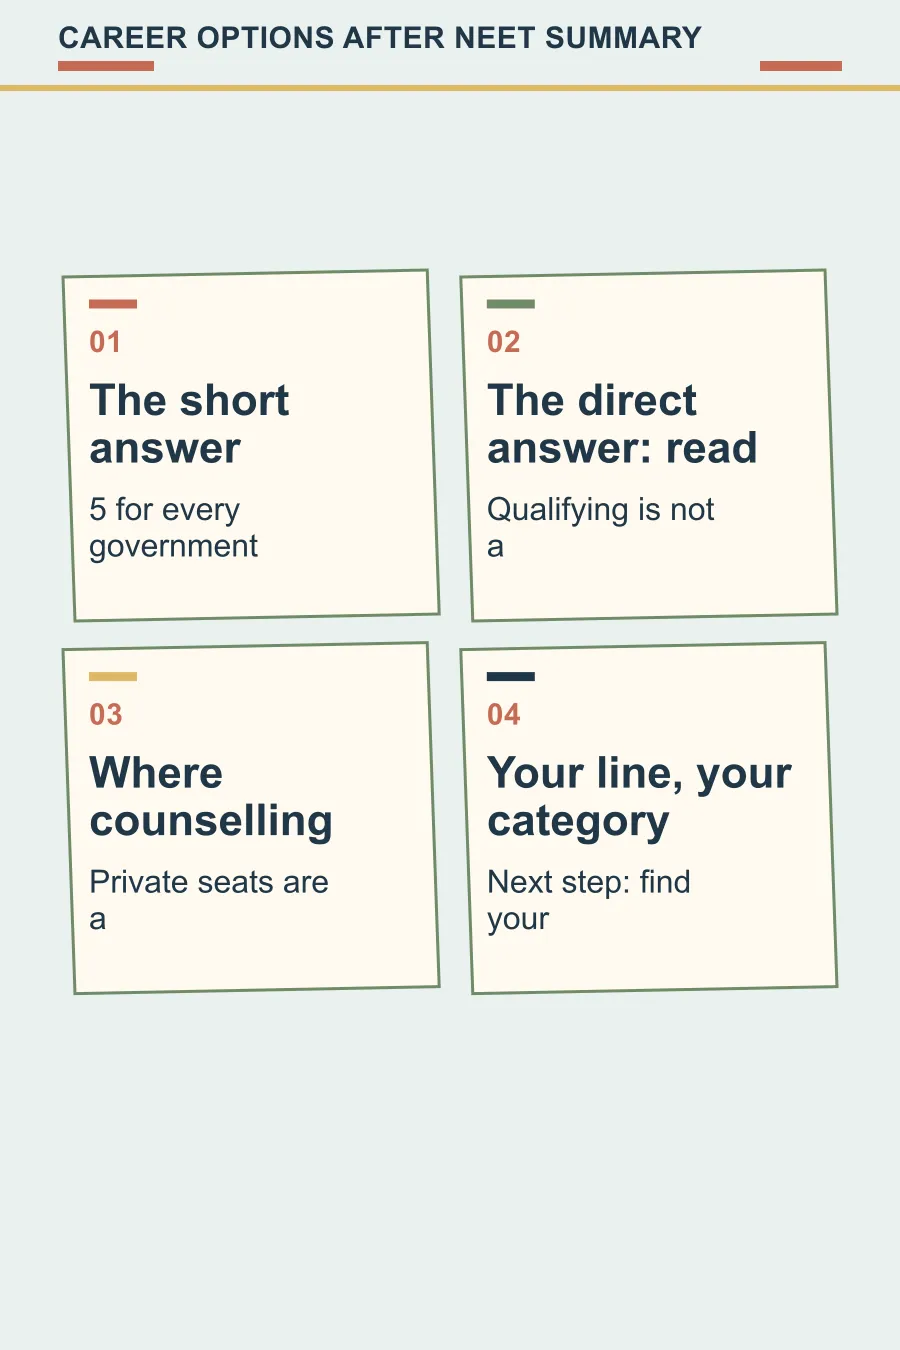 CAREER OPTIONS AFTER NEET SUMMARY
01
The short
answer
5 for every
government
02
The direct
answer: read
Qualifying is not
a
03
Where
counselling
Private seats are
a
04
Your line, your
category
Next step: find
your